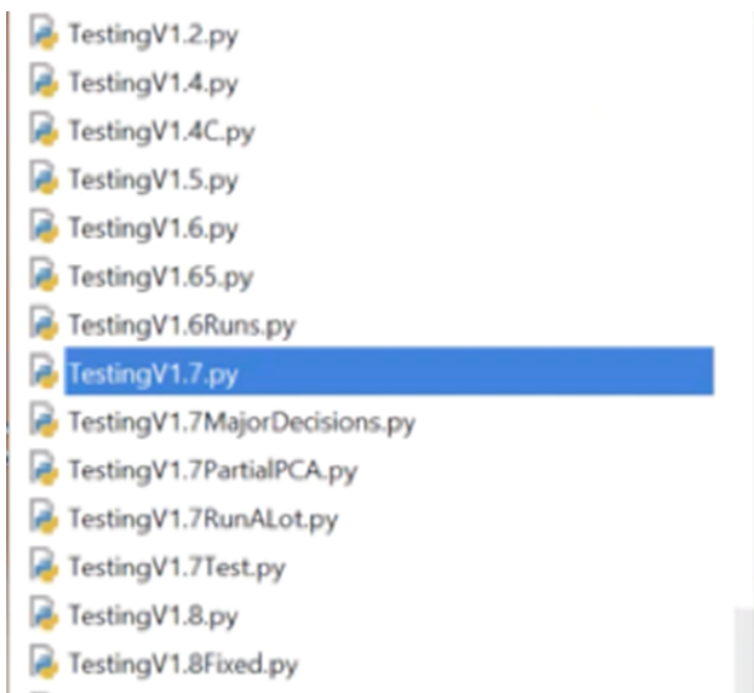 TestingV1.2.py
TestingV1.4.py
TestingV1.4C.py
TestingV1.5.py
TestingV1.6.py
TestingV1.65.py
TestingV1.6Runs.py
TestingV1.7.py
TestingV1.7MajorDecisions.py
TestingV1.7PartialPCA.py
TestingV1.7RunALot.py
TestingV1.7Test.py
TestingV1.8.py
TestingV1.8Fixed.py